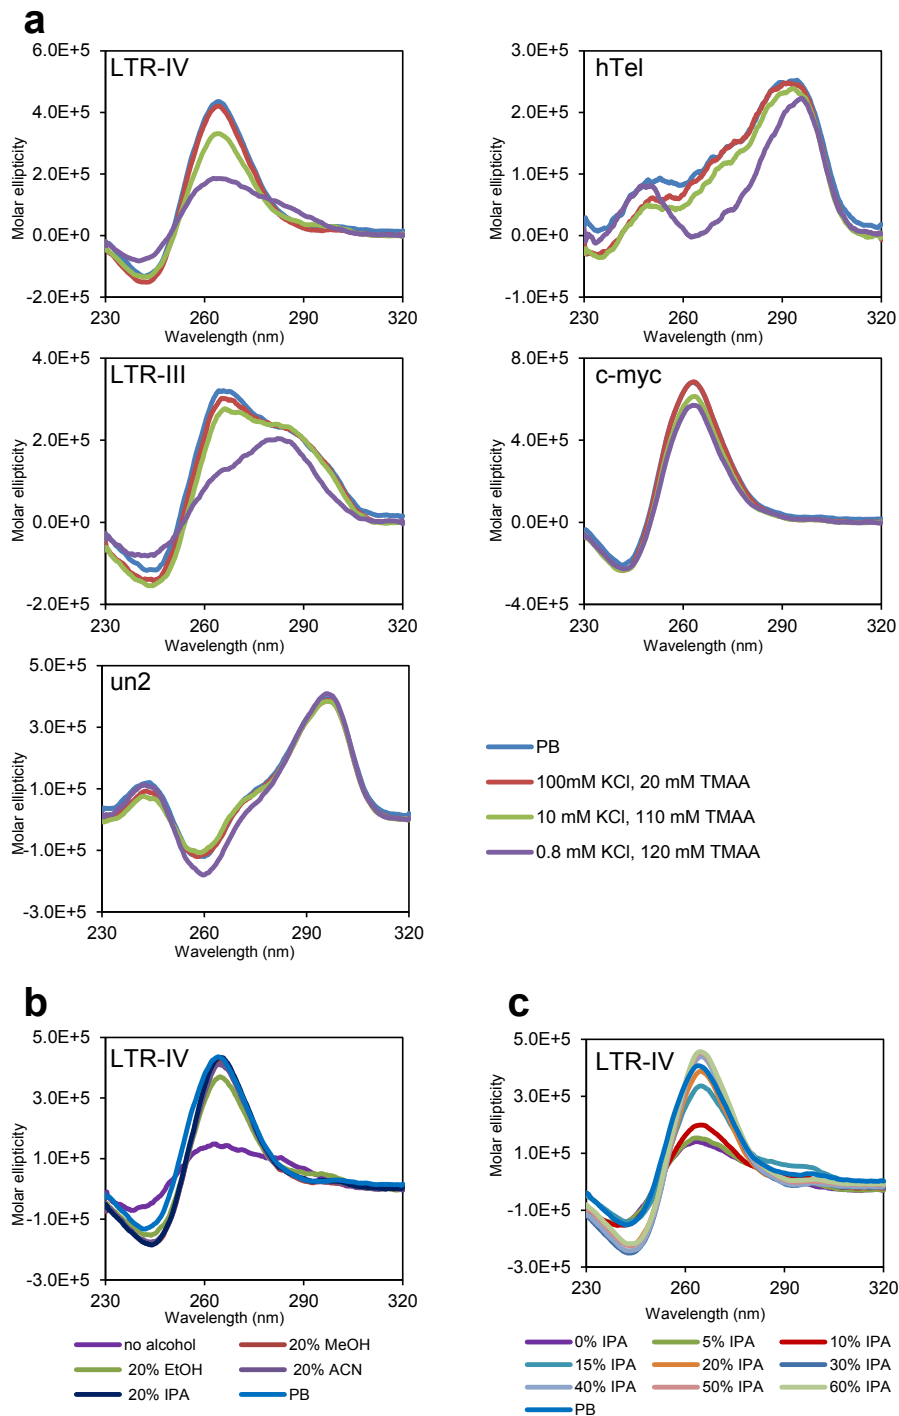 a
LTR-IV
6.0E+5
4.0E+5
2.0E+5
0.0E+0
-2.0E+5
Molar ellipticity
230 260 290 320
Wavelength (nm)
hTel
3.0E+5
2.0E+5
1.0E+5
0.0E+0
-1.0E+5
Molar ellipticity
230 260 290 320
Wavelength (nm)
LTR-III
4.0E+5
2.0E+5
0.0E+0
-2.0E+5
Molar ellipticity
230 260 290 320
Wavelength (nm)
c-myc
8.0E+5
4.0E+5
0.0E+0
-4.0E+5
Molar ellipticity
230 260 290 320
Wavelength (nm)
un2
5.0E+5
3.0E+5
1.0E+5
-1.0E+5
-3.0E+5
Molar ellipticity
230 260 290 320
Wavelength (nm)
PB
100mM KCl, 20 mM TMAA
10 mM KCl, 110 mM TMAA
0.8 mM KCl, 120 mM TMAA
b
LTR-IV
5.0E+5
3.0E+5
1.0E+5
-1.0E+5
-3.0E+5
Molar ellipticity
230 260 290 320
Wavelength (nm)
no alcohol 20% MeOH
20% EtOH 20% ACN
20% IPA PB
c
LTR-IV
5.0E+5
3.0E+5
1.0E+5
-1.0E+5
-3.0E+5
Molar ellipticity
230 260 290 320
Wavelength (nm)
0% IPA 5% IPA 10% IPA
15% IPA 20% IPA 30% IPA
40% IPA 50% IPA 60% IPA
PB